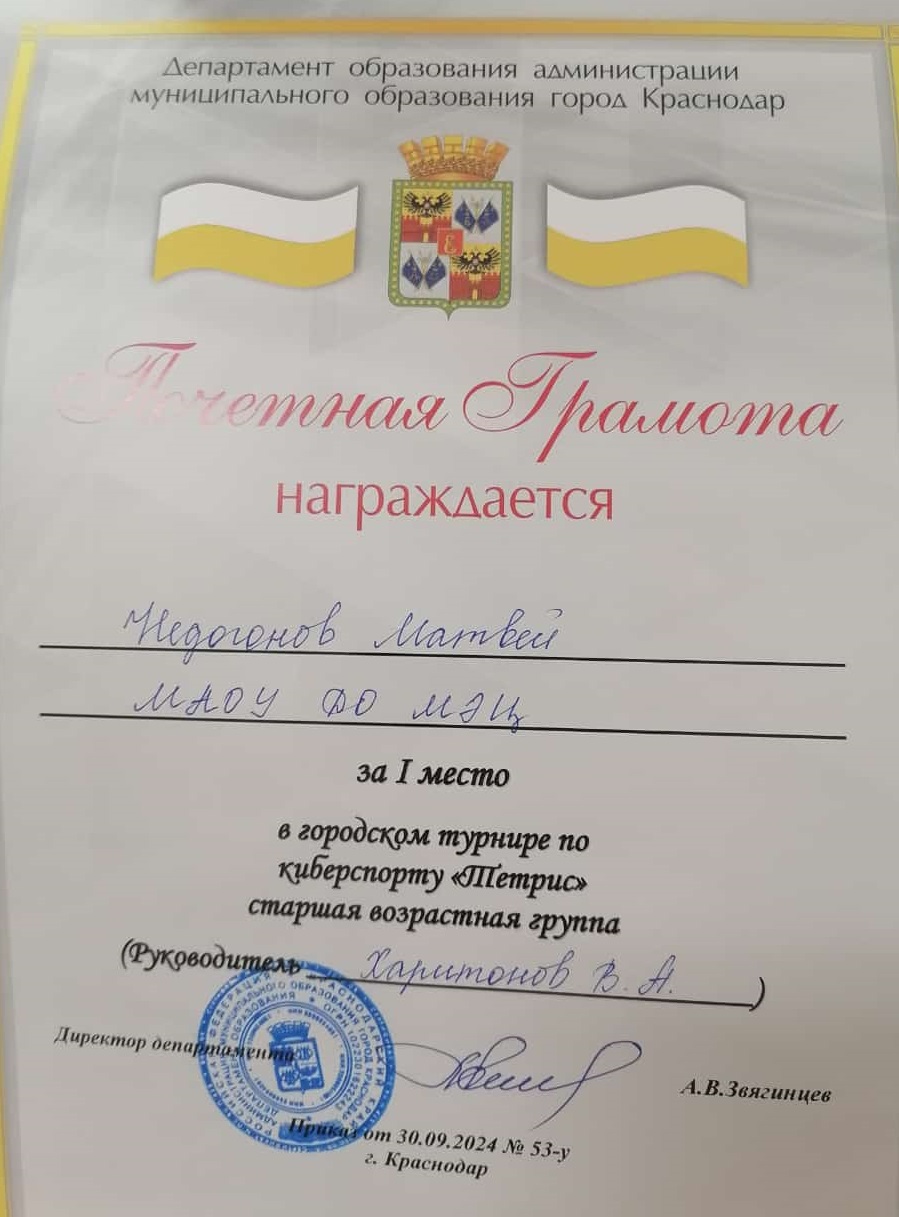 Департамент образования администрации
муниципального образования город Краснодар
Почетная Грамота
награждается
Недогонов Матвей
МАОУ ДО МЭЦ
за I место
в городском турнире по
киберспорту «Тетрис»
старшая возрастная группа
(Руководитель Харитонов В. А. )
Директор департамента А.В.Звягинцев
Приказ от 30.09.2024 № 53-у
г. Краснодар